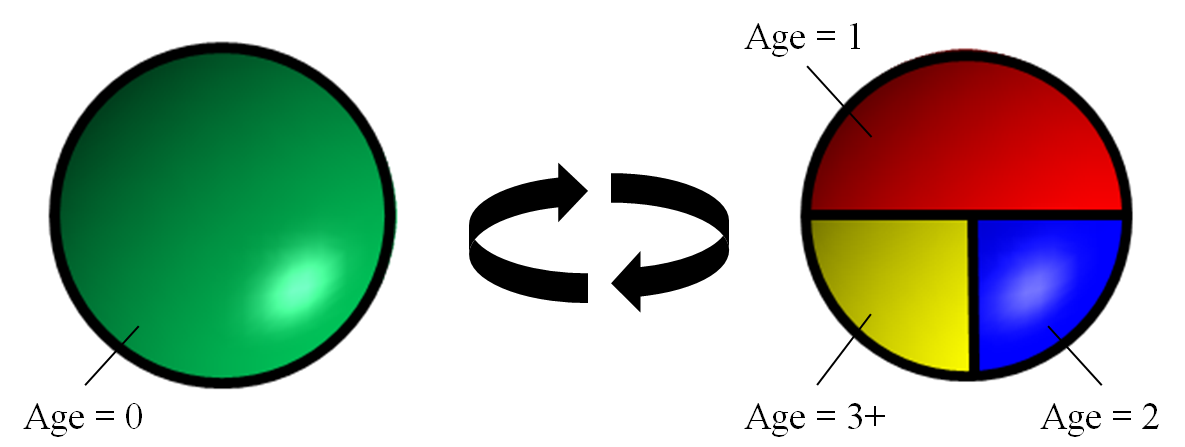 Age = 1
Age = 0
Age = 3+
Age = 2